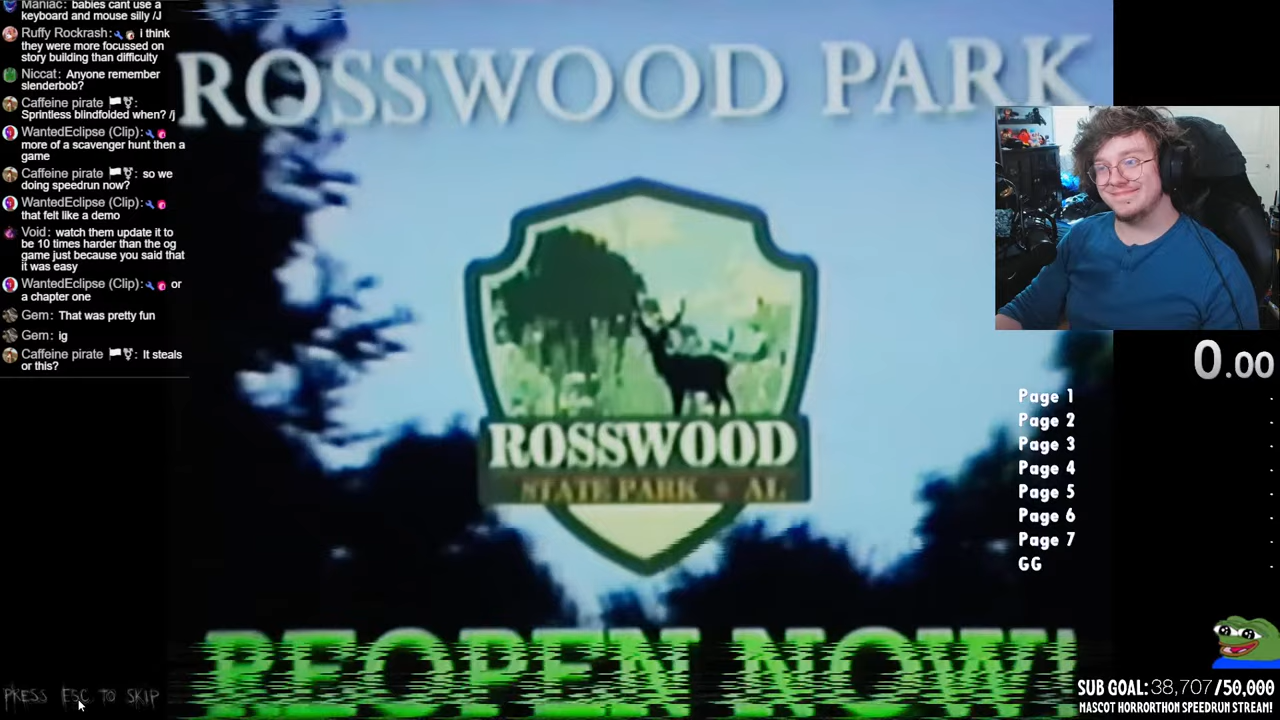 Maniac: babies cant use a
keyboard and mouse silly /J
Ruffy Rockrash: i think
they were more focussed on
story building than difficulty
Niccat: Anyone remember
slenderbob?
Caffeine pirate:
Sprintless blindfolded when? /j
WantedEclipse (Clip):
more of a scavenger hunt then a
game
Caffeine pirate: so we
doing speedrun now?
WantedEclipse (Clip):
that felt like a demo
Void: watch them update it to
be 10 times harder than the og
game just because you said that
it was easy
WantedEclipse (Clip): or
a chapter one
Gem: That was pretty fun
Gem: ig
Caffeine pirate: It steals
or this?
ROSSWOOD PARK
ROSSWOOD
STATE PARK AL
REOPEN NOW!
PRESS ESC TO SKIP
0.00
Page 1
Page 2
Page 3
Page 4
Page 5
Page 6
Page 7
GG
SUB GOAL: 38,707/50,000
MASCOT HORRORTHON SPEEDRUN STREAM!